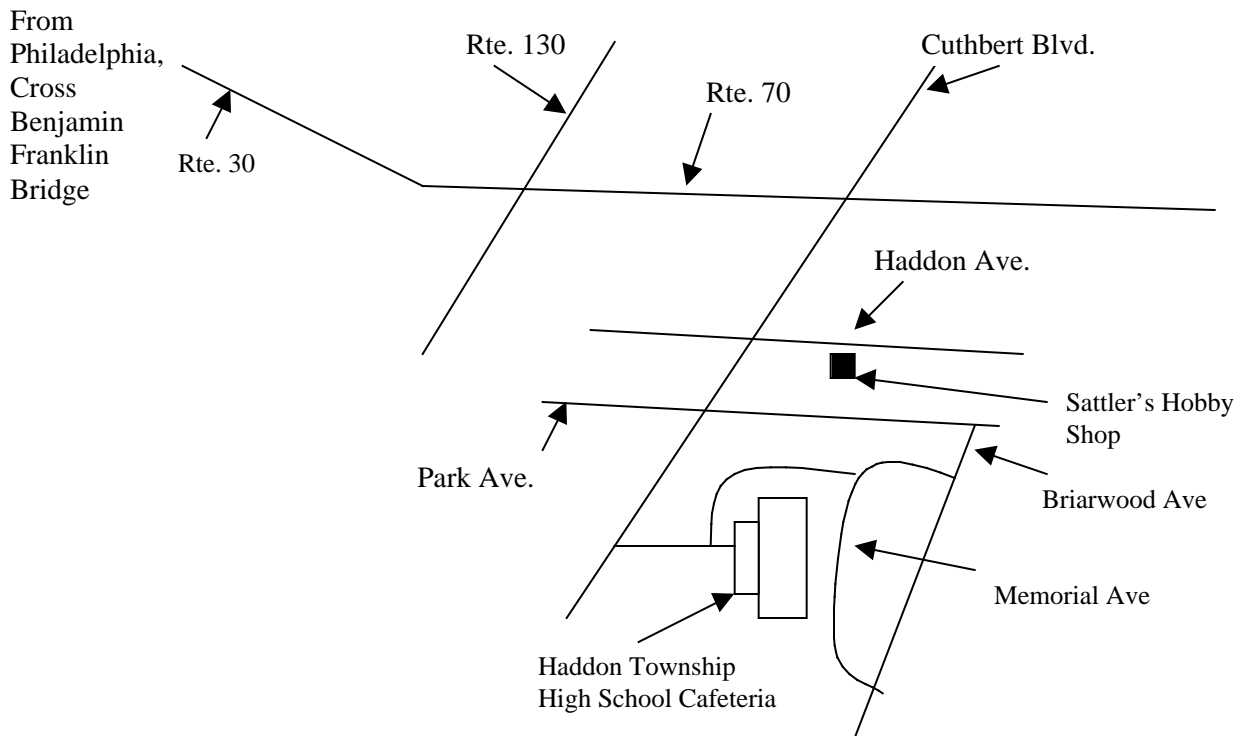 From
Philadelphia,
Cross
Benjamin
Franklin
Bridge
Rte. 30
Rte. 130
Rte. 70
Cuthbert Blvd.
Haddon Ave.
Sattler’s Hobby
Shop
Park Ave.
Briarwood Ave
Memorial Ave
Haddon Township
High School Cafeteria